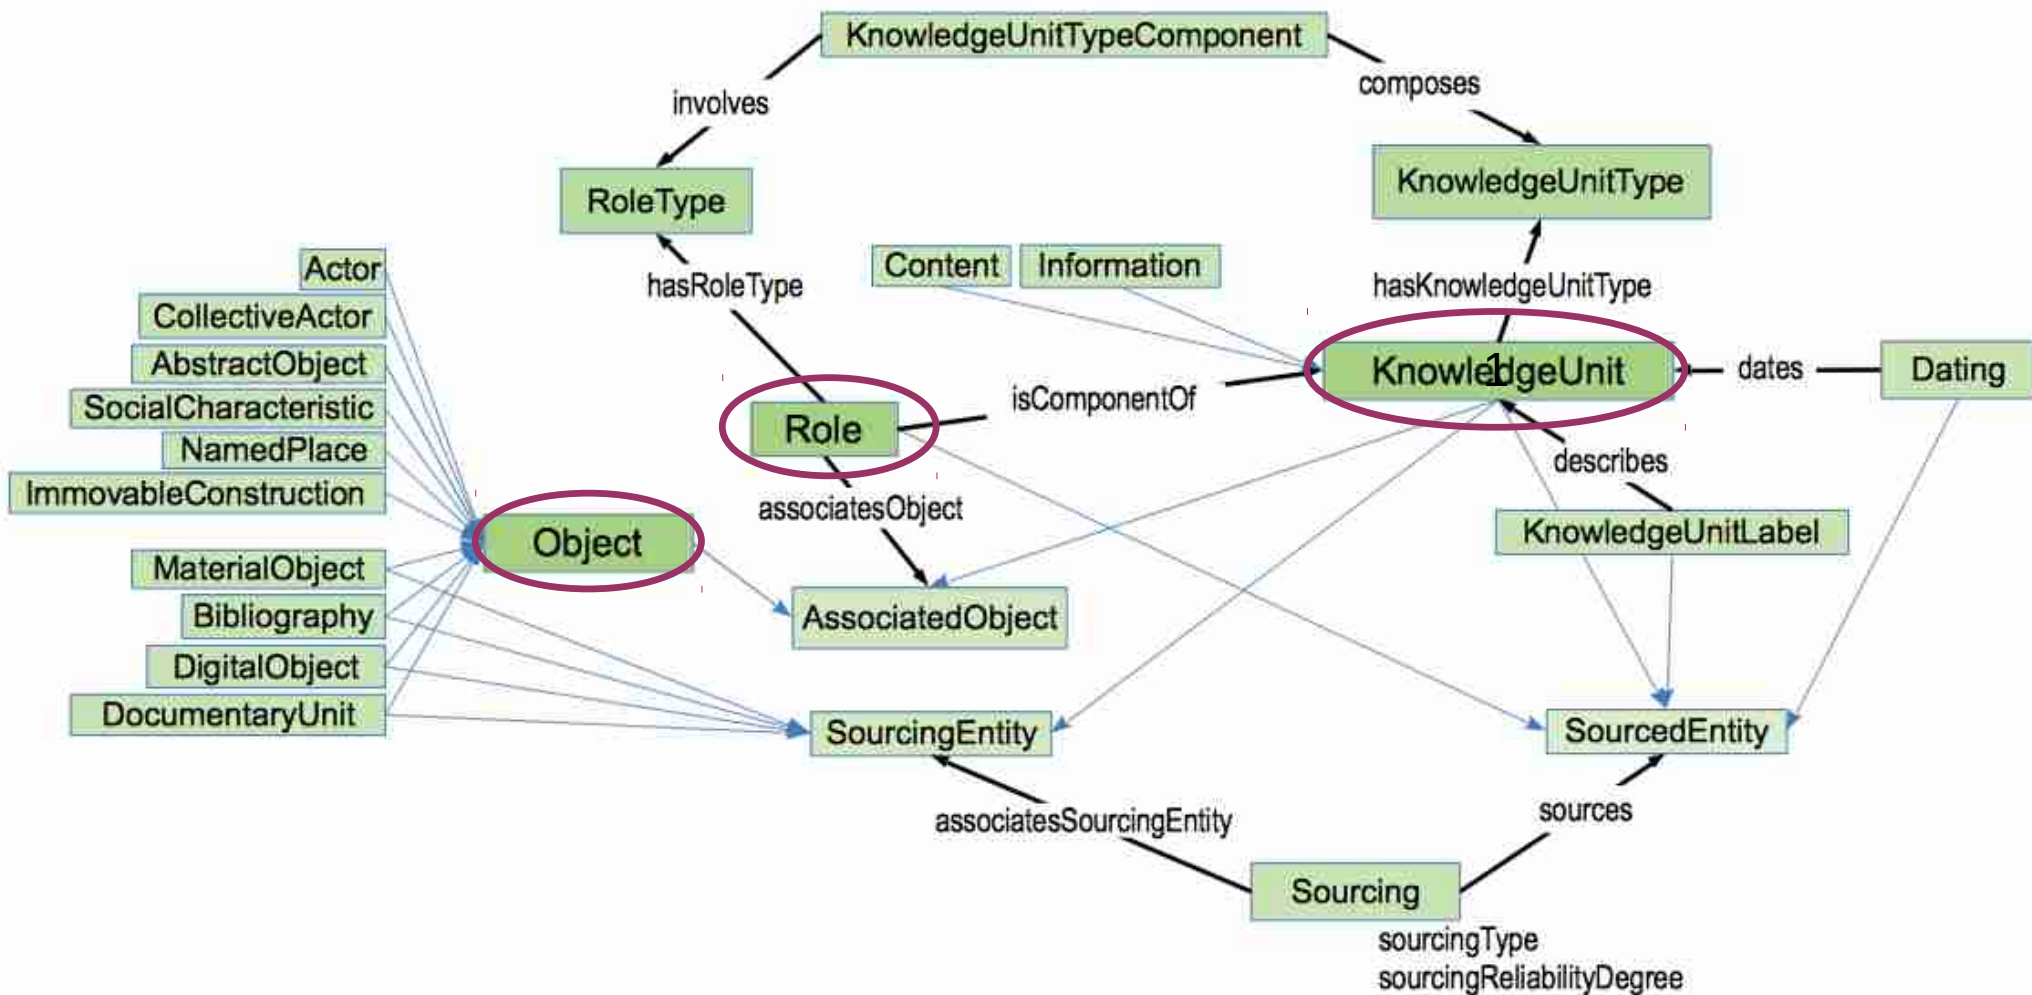 KnowledgeUnitTypeComponent
involves
composes
RoleType
KnowledgeUnitType
hasRoleType
Content
Information
hasKnowledgeUnitType
Actor
CollectiveActor
AbstractObject
SocialCharacteristic
NamedPlace
ImmovableConstruction
MaterialObject
Bibliography
DigitalObject
DocumentaryUnit
Object
Role
isComponentOf
KnowledgeUnit
1
dates
Dating
associatesObject
describes
KnowledgeUnitLabel
AssociatedObject
SourcingEntity
SourcedEntity
associatesSourcingEntity
sources
Sourcing
sourcingType
sourcingReliabilityDegree